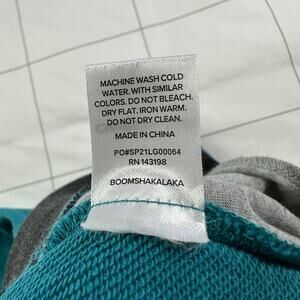 MACHINE WASH COLD
WATER, WITH SIMILAR
COLORS. DO NOT BLEACH.
DRY FLAT. IRON WARM.
DO NOT DRY CLEAN.
MADE IN CHINA
PO#SP21LG00064
RN 143198
BOOMSHAKALAKA